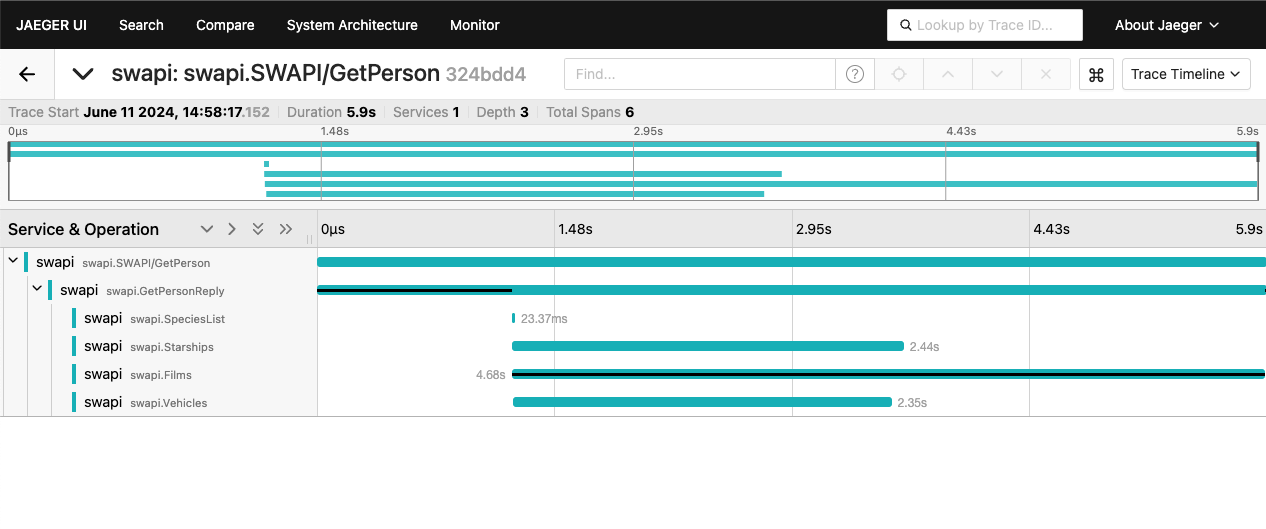 JAEGER UI Search Compare System Architecture Monitor Lookup by Trace ID... About Jaeger
swapi: swapi.SWAPI/GetPerson 324bdd4 Find... ? ⌘ Trace Timeline
Trace Start June 11 2024, 14:58:17.152 Duration 5.9s Services 1 Depth 3 Total Spans 6
0μs 1.48s 2.95s 4.43s 5.9s
Service & Operation 0μs 1.48s 2.95s 4.43s 5.9s
swapi swapi.SWAPI/GetPerson
swapi swapi.GetPersonReply
swapi swapi.SpeciesList 23.37ms
swapi swapi.Starships 2.44s
swapi swapi.Films 4.68s
swapi swapi.Vehicles 2.35s